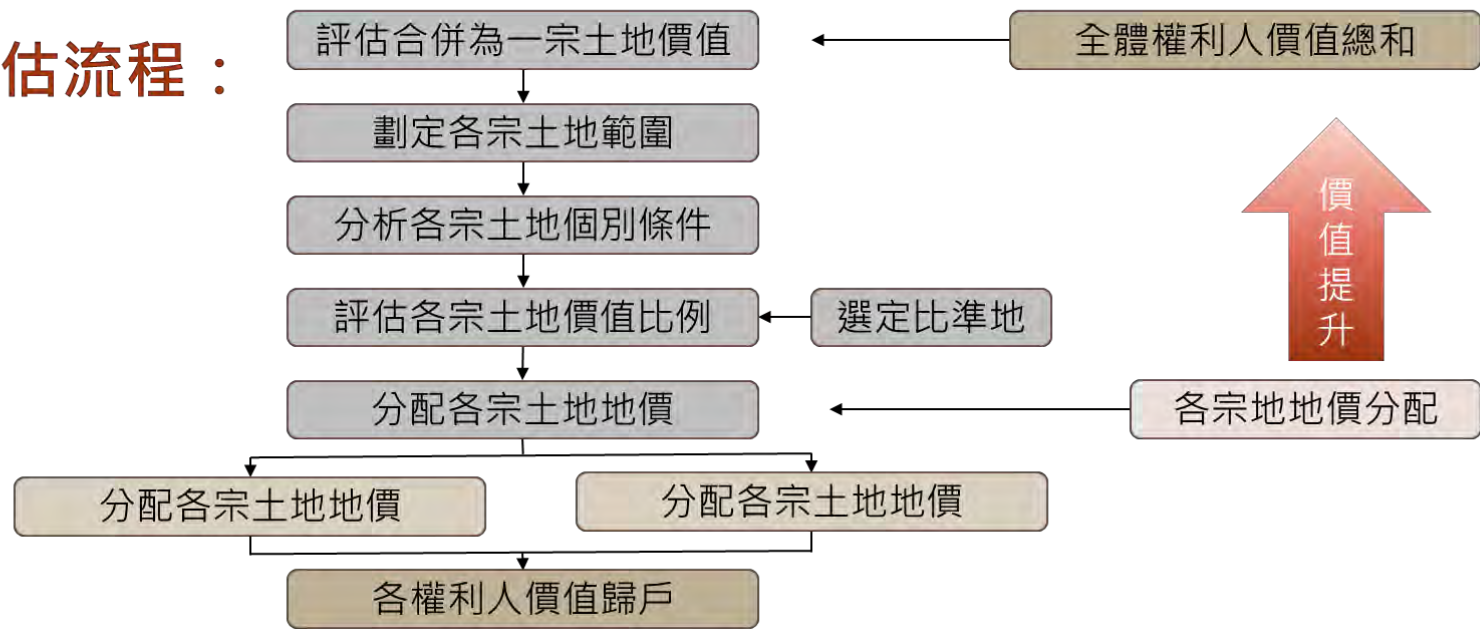 估流程：
評估合併為一宗土地價值
全體權利人價值總和
劃定各宗土地範圍
分析各宗土地個別條件
評估各宗土地價值比例
選定比準地
價值提升
分配各宗土地地價
各宗地地價分配
分配各宗土地地價
分配各宗土地地價
各權利人價值歸戶